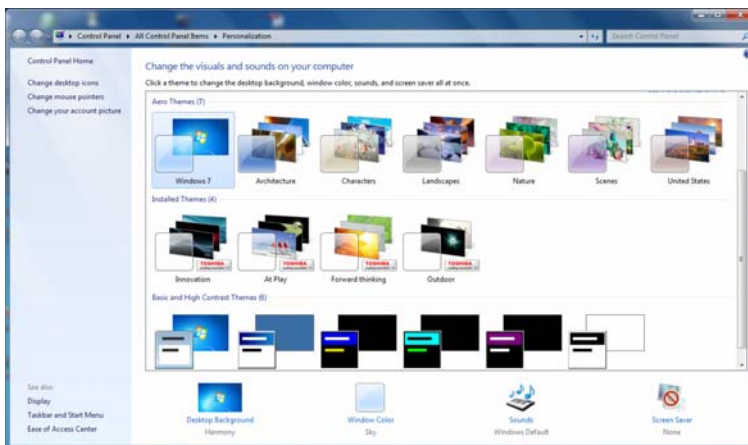 Control Panel ▸ All Control Panel Items ▸ Personalization
Search Control Panel
Control Panel Home
Change desktop icons
Change mouse pointers
Change your account picture
Change the visuals and sounds on your computer
Click a theme to change the desktop background, window color, sounds, and screen saver all at once.
Aero Themes (7)
Windows 7 Architecture Characters Landscapes Nature Scenes United States
Installed Themes (4)
TOSHIBA TOSHIBA TOSHIBA TOSHIBA
Innovation At Play Forward thinking Outdoor
Basic and High Contrast Themes (6)
See also
Display
Taskbar and Start Menu
Ease of Access Center
Desktop Background Window Color Sounds Screen Saver
Harmony Sky Windows Default None